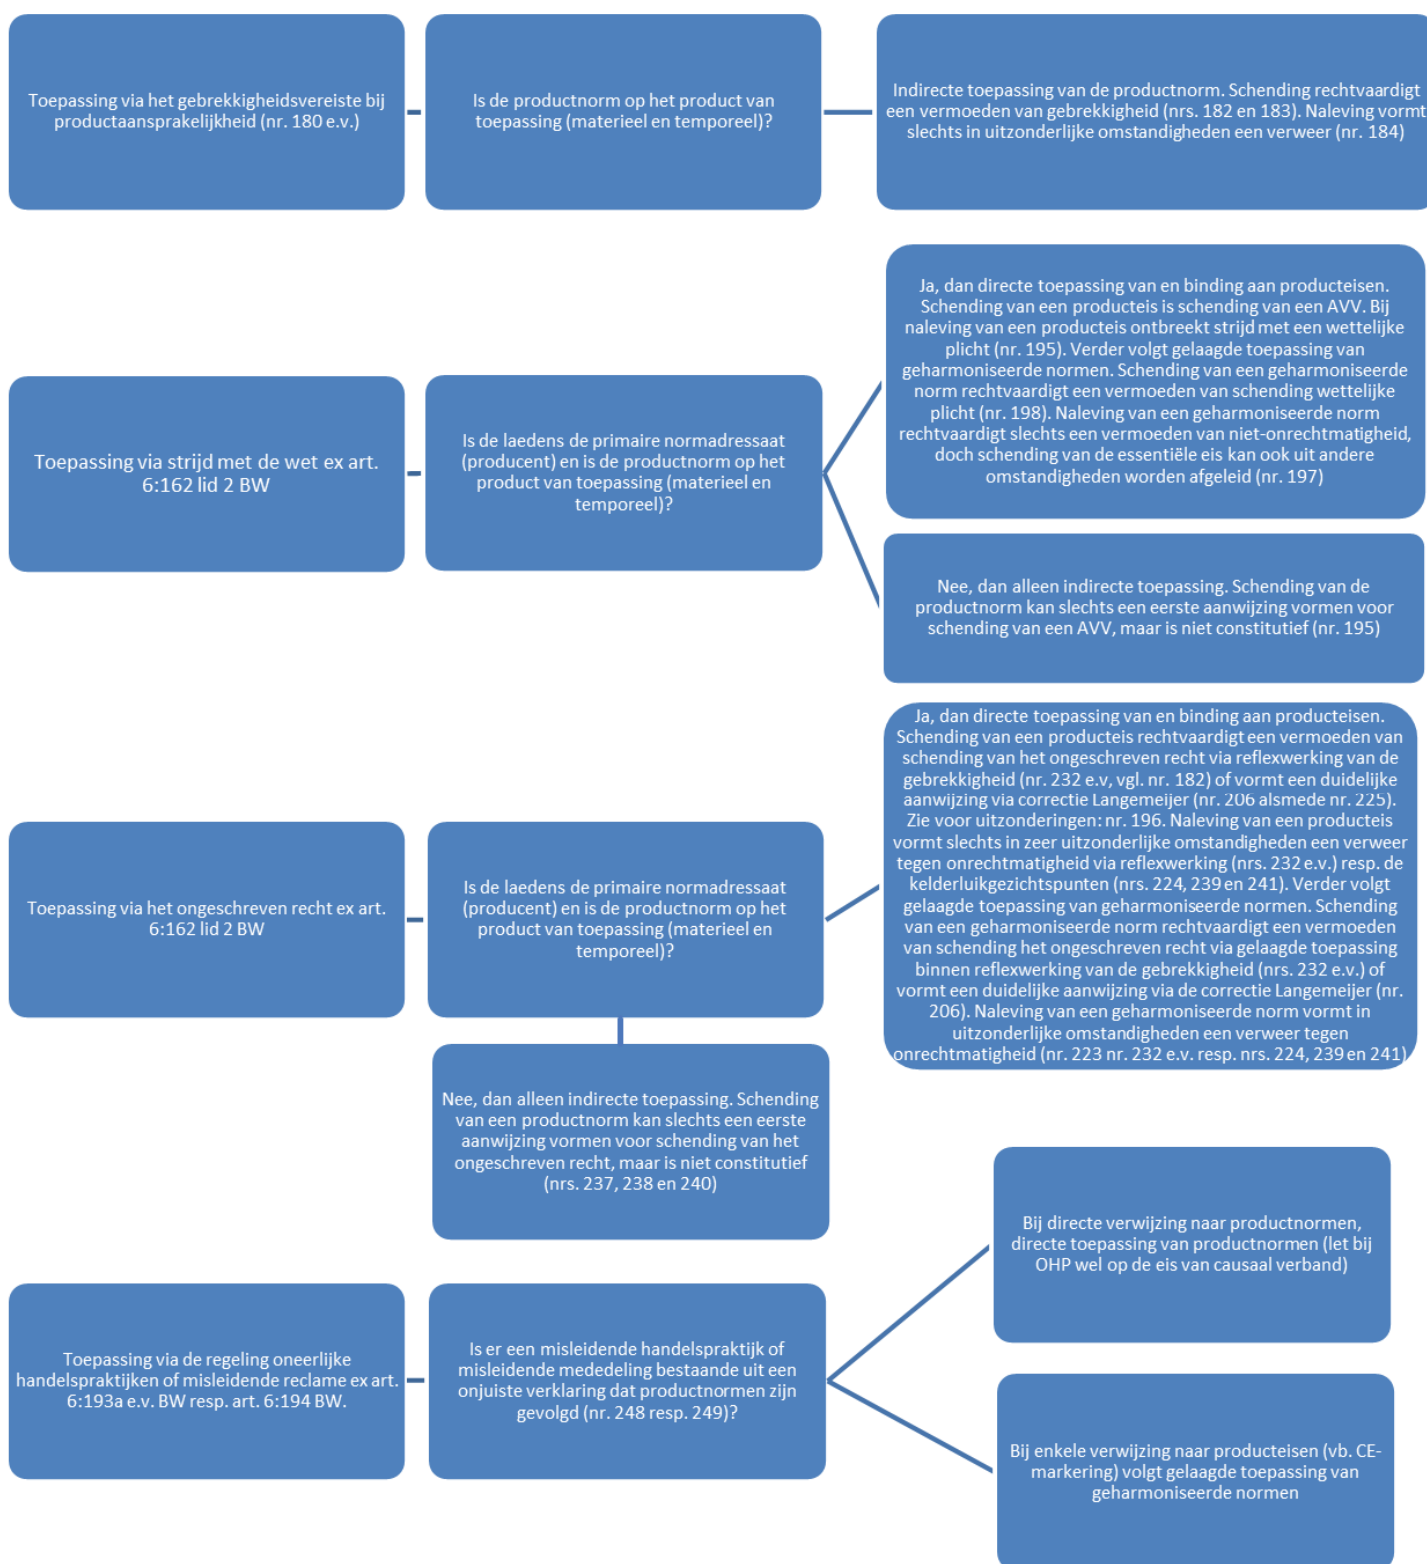 Toepassing via het gebrekkigheidsvereiste bij
productaansprakelijkheid (nr. 180 e.v.)
Is de productnorm op het product van
toepassing (materieel en temporeel)?
Indirecte toepassing van de productnorm. Schending rechtvaardigt
een vermoeden van gebrekkigheid (nrs. 182 en 183). Naleving vormt
slechts in uitzonderlijke omstandigheden een verweer (nr. 184)
Toepassing via strijd met de wet ex art.
6:162 lid 2 BW
Is de laedens de primaire normadressaat
(producent) en is de productnorm op het
product van toepassing (materieel en
temporeel)?
Ja, dan directe toepassing van en binding aan producteisen.
Schending van een producteis is schending van een AVV. Bij
naleving van een producteis ontbreekt strijd met een wettelijke
plicht (nr. 195). Verder volgt gelaagde toepassing van
geharmoniseerde normen. Schending van een geharmoniseerde
norm rechtvaardigt een vermoeden van schending wettelijke
plicht (nr. 198). Naleving van een geharmoniseerde norm
rechtvaardigt slechts een vermoeden van niet-onrechtmatigheid,
doch schending van de essentiële eis kan ook uit andere
omstandigheden worden afgeleid (nr. 197)
Nee, dan alleen indirecte toepassing. Schending van de
productnorm kan slechts een eerste aanwijzing vormen voor
schending van een AVV, maar is niet constitutief (nr. 195)
Toepassing via het ongeschreven recht ex art.
6:162 lid 2 BW
Is de laedens de primaire normadressaat
(producent) en is de productnorm op het
product van toepassing (materieel en
temporeel)?
Ja, dan directe toepassing van en binding aan producteisen.
Schending van een producteis rechtvaardigt een vermoeden van
schending van het ongeschreven recht via reflexwerking van de
gebrekkigheid (nr. 232 e.v, vgl. nr. 182) of vormt een duidelijke
aanwijzing via correctie Langemeijer (nr. 206 alsmede nr. 225).
Zie voor uitzonderingen: nr. 196. Naleving van een producteis
vormt slechts in zeer uitzonderlijke omstandigheden een verweer
tegen onrechtmatigheid via reflexwerking (nrs. 232 e.v.) resp. de
kelderluikgezichtspunten (nrs. 224, 239 en 241). Verder volgt
gelaagde toepassing van geharmoniseerde normen. Schending
van een geharmoniseerde norm rechtvaardigt een vermoeden
van schending het ongeschreven recht via gelaagde toepassing
binnen reflexwerking van de gebrekkigheid (nrs. 232 e.v.) of
vormt een duidelijke aanwijzing via de correctie Langemeijer (nr.
206). Naleving van een geharmoniseerde norm vormt in
uitzonderlijke omstandigheden een verweer tegen
onrechtmatigheid (nr. 223 nr. 232 e.v. resp. nrs. 224, 239 en 241)
Nee, dan alleen indirecte toepassing. Schending
van een productnorm kan slechts een eerste
aanwijzing vormen voor schending van het
ongeschreven recht, maar is niet constitutief
(nrs. 237, 238 en 240)
Toepassing via de regeling oneerlijke
handelspraktijken of misleidende reclame ex art.
6:193a e.v. BW resp. art. 6:194 BW.
Is er een misleidende handelspraktijk of
misleidende mededeling bestaande uit een
onjuiste verklaring dat productnormen zijn
gevolgd (nr. 248 resp. 249)?
Bij directe verwijzing naar productnormen,
directe toepassing van productnormen (let bij
OHP wel op de eis van causaal verband)
Bij enkele verwijzing naar producteisen (vb. CE-
markering) volgt gelaagde toepassing van
geharmoniseerde normen